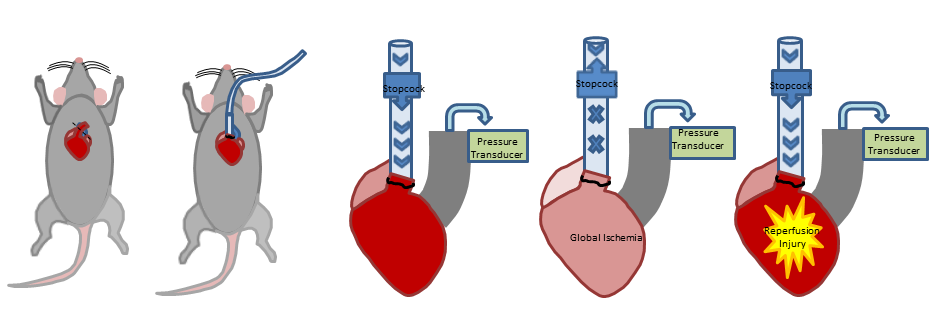 Stopcock
Pressure
Transducer
Stopcock
Pressure
Transducer
Global Ischemia
Stopcock
Pressure
Transducer
Reperfusion
Injury